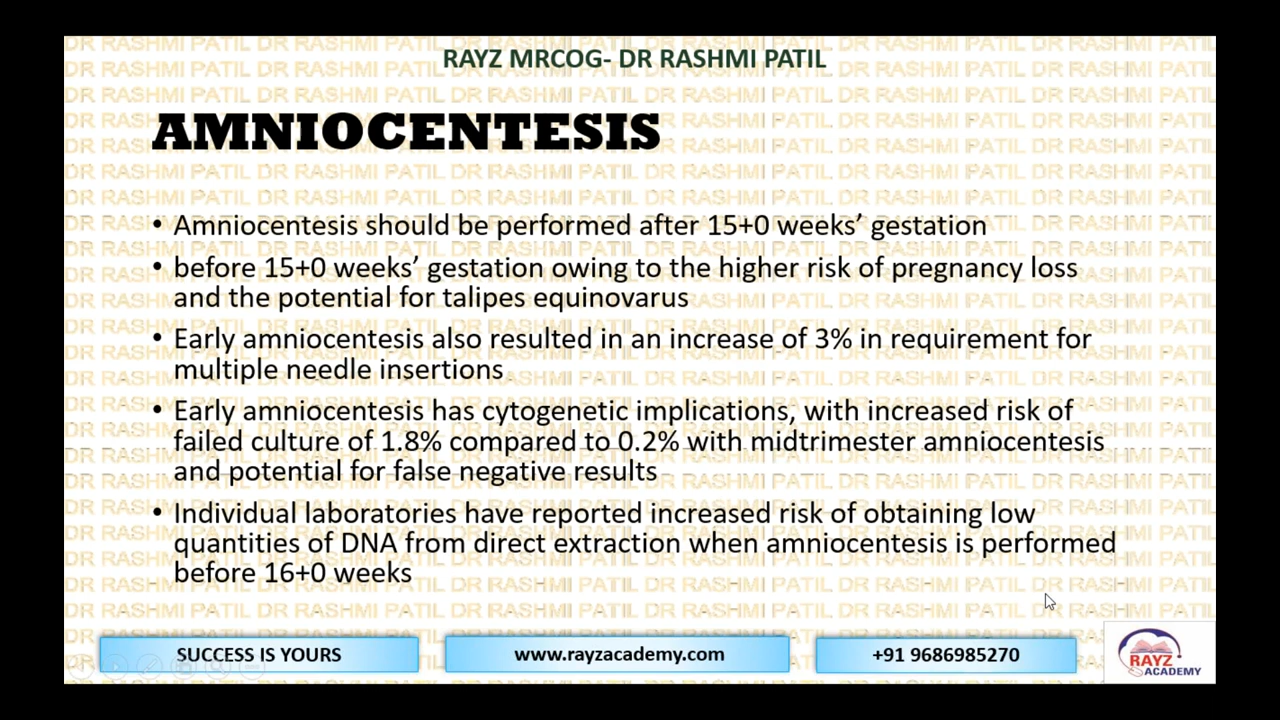 RAYZ MRCOG- DR RASHMI PATIL
AMNIOCENTESIS
• Amniocentesis should be performed after 15+0 weeks’ gestation
• before 15+0 weeks’ gestation owing to the higher risk of pregnancy loss
and the potential for talipes equinovarus
• Early amniocentesis also resulted in an increase of 3% in requirement for
multiple needle insertions
• Early amniocentesis has cytogenetic implications, with increased risk of
failed culture of 1.8% compared to 0.2% with midtrimester amniocentesis
and potential for false negative results
• Individual laboratories have reported increased risk of obtaining low
quantities of DNA from direct extraction when amniocentesis is performed
before 16+0 weeks
SUCCESS IS YOURS
www.rayzacademy.com
+91 9686985270
RAYZ
ACADEMY